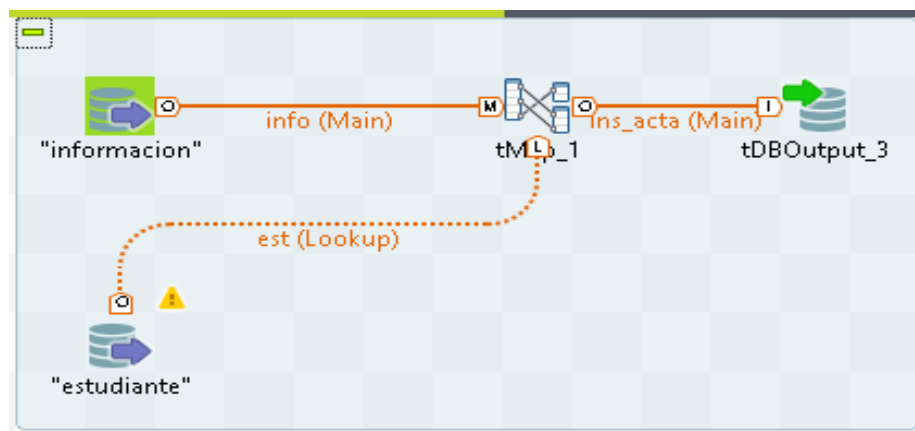 O
info (Main)
M
O
Ins_acta (Main)
I
"informacion"
tMap_1
L
tDBOutput_3
est (Lookup)
O
"estudiante"